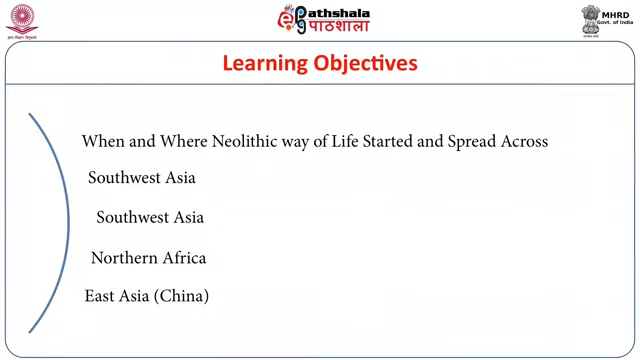 Pathshala
पाठशाला
MHRD
Govt. of India
Learning Objectives
When and Where Neolithic way of Life Started and Spread Across
Southwest Asia
Southwest Asia
Northern Africa
East Asia (China)